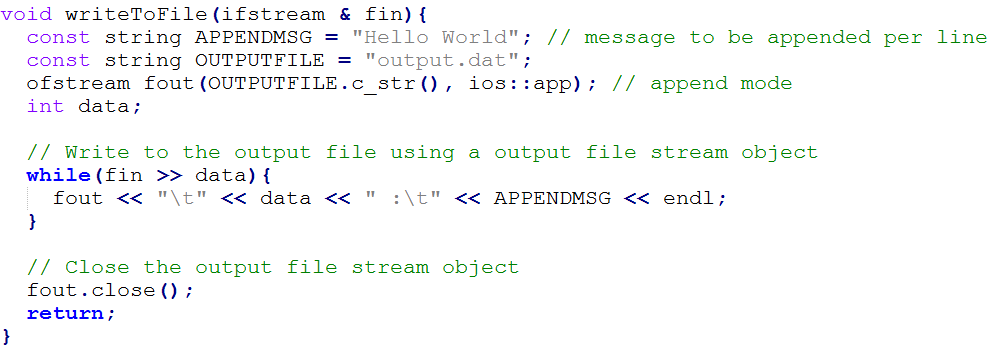 void writeToFile(ifstream & fin){
  const string APPENDMSG = "Hello World"; // message to be appended per line
  const string OUTPUTFILE = "output.dat";
  ofstream fout(OUTPUTFILE.c_str(), ios::app); // append mode
  int data;

  // Write to the output file using a output file stream object
  while(fin >> data){
    fout << "\t" << data << " :\t" << APPENDMSG << endl;
  }

  // Close the output file stream object
  fout.close();
  return;
}